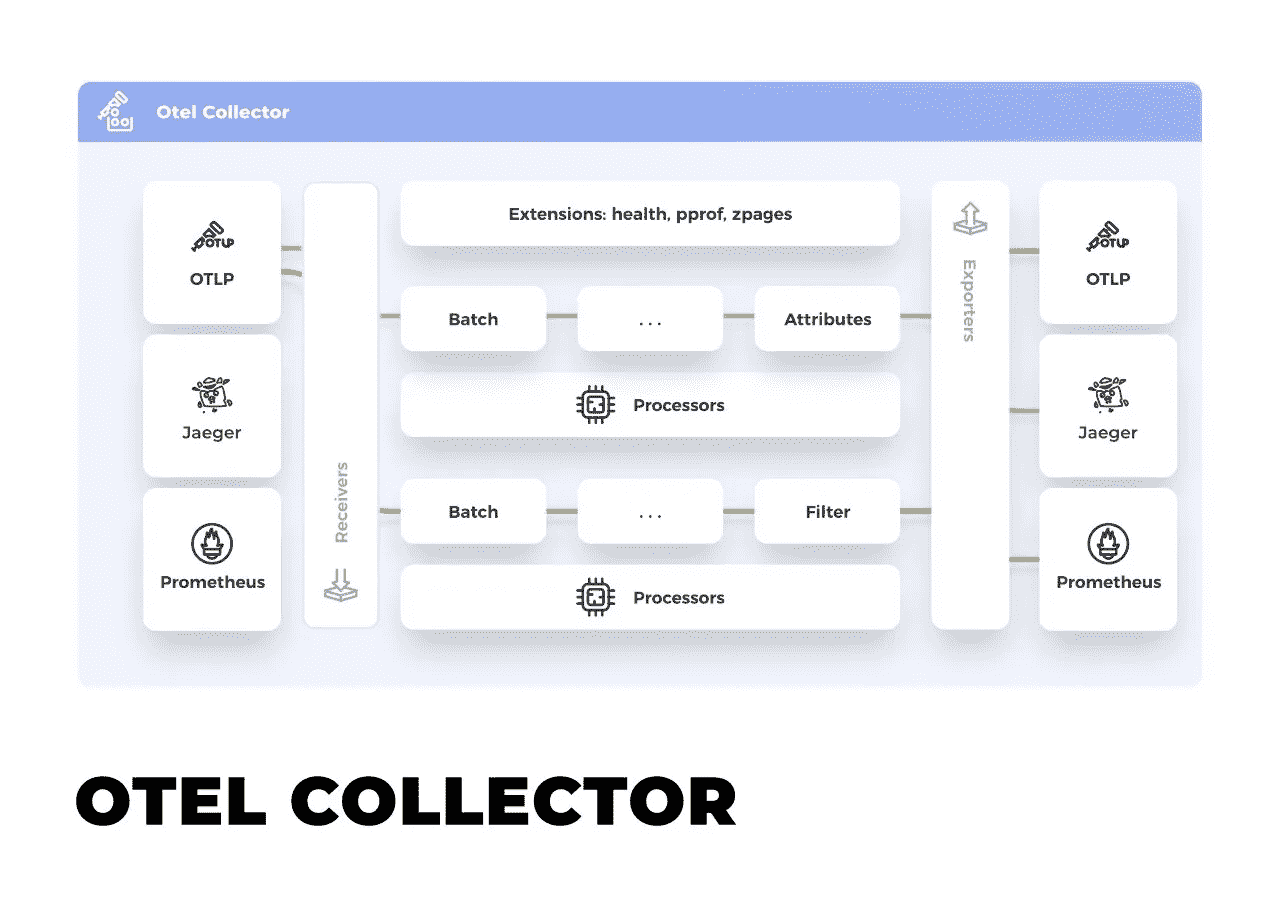 Otel Collector
OTLP
OTLP
Jaeger
Prometheus
Receivers
Extensions: health, pprof, zpages
Batch
...
Attributes
Processors
Batch
...
Filter
Processors
Exporters
OTLP
OTLP
Jaeger
Prometheus
OTEL COLLECTOR